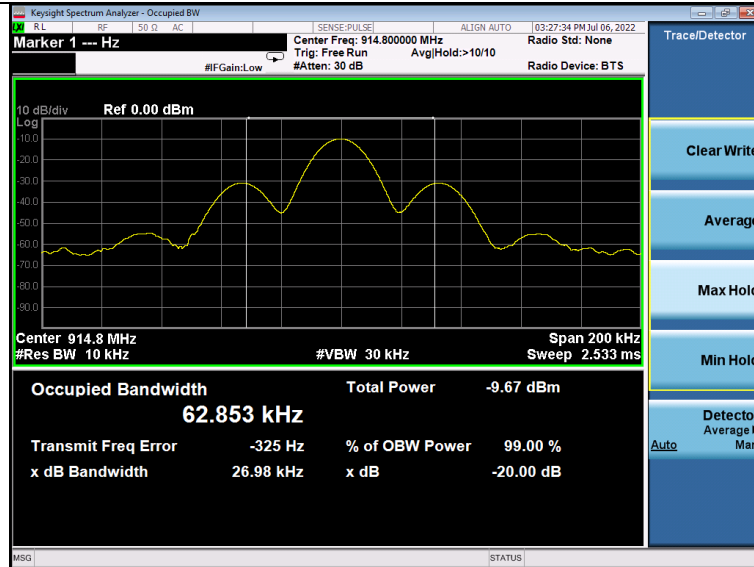 Keysight Spectrum Analyzer - Occupied BW
LXI RL RF 50 Ω AC SENSE:PULSE ALIGN AUTO 03:27:34 PM Jul 06, 2022
Marker 1 --- Hz
Center Freq: 914.800000 MHz
Radio Std: None
Trace/Detector
Trig: Free Run Avg|Hold:>10/10
#IFGain:Low #Atten: 30 dB Radio Device: BTS
10 dB/div Ref 0.00 dBm
Log
-10.0
-20.0
-30.0
-40.0
-50.0
-60.0
-70.0
-80.0
-90.0
Clear Write
Average
Max Hold
Min Hold
Center 914.8 MHz Span 200 kHz
#Res BW 10 kHz #VBW 30 kHz Sweep 2.533 ms
Occupied Bandwidth Total Power -9.67 dBm
62.853 kHz
Transmit Freq Error -325 Hz % of OBW Power 99.00 %
x dB Bandwidth 26.98 kHz x dB -20.00 dB
Detecto
Average
Auto Mar
MSG STATUS